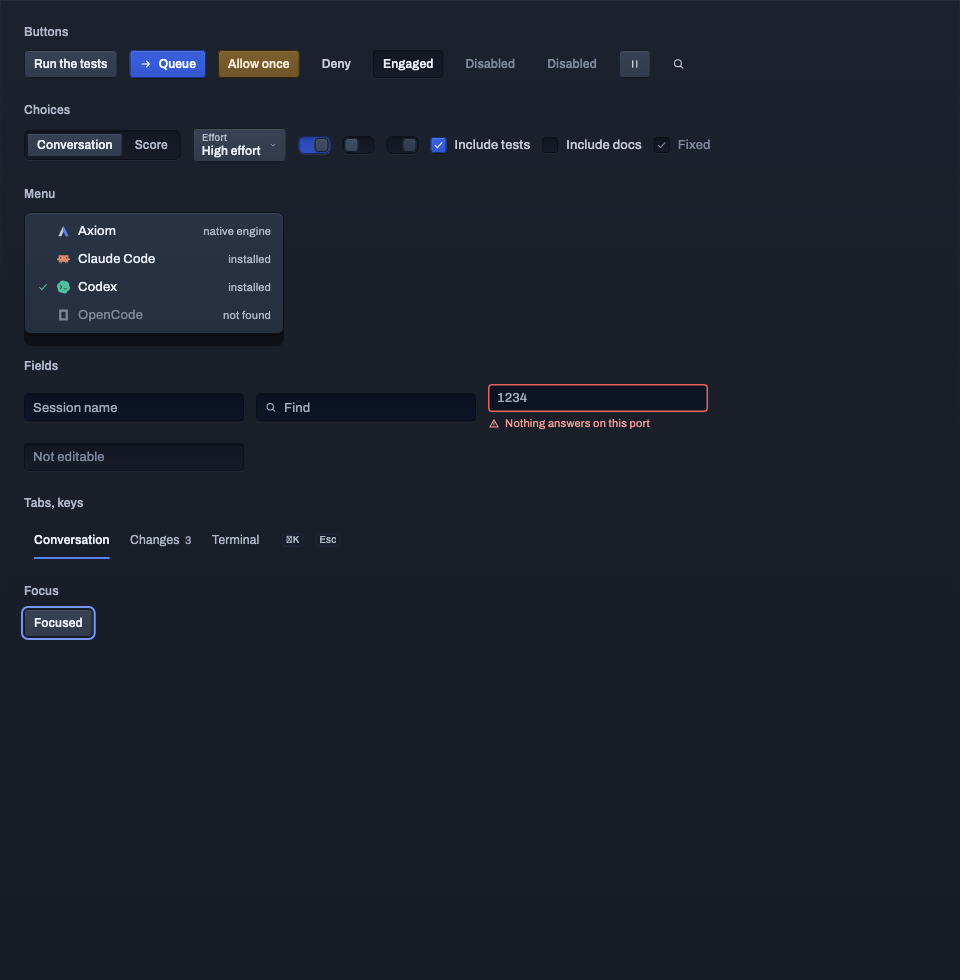 Buttons
Run the tests
Queue
Allow once
Deny
Engaged
Disabled
Disabled
Choices
Conversation
Score
Effort
High effort
Include tests
Include docs
Fixed
Menu
Axiom native engine
Claude Code installed
Codex installed
OpenCode not found
Fields
Session name
Find
1234
Nothing answers on this port
Not editable
Tabs, keys
Conversation
Changes 3
Terminal
K
Esc
Focus
Focused